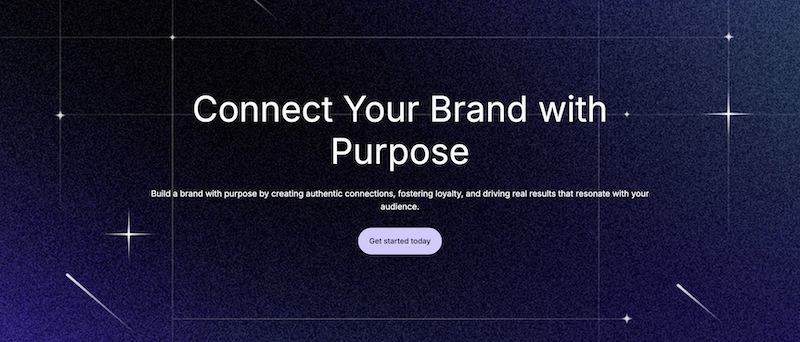 Connect Your Brand with
Purpose
Build a brand with purpose by creating authentic connections, fostering loyalty, and driving real results that resonate with your
audience.
Get started today